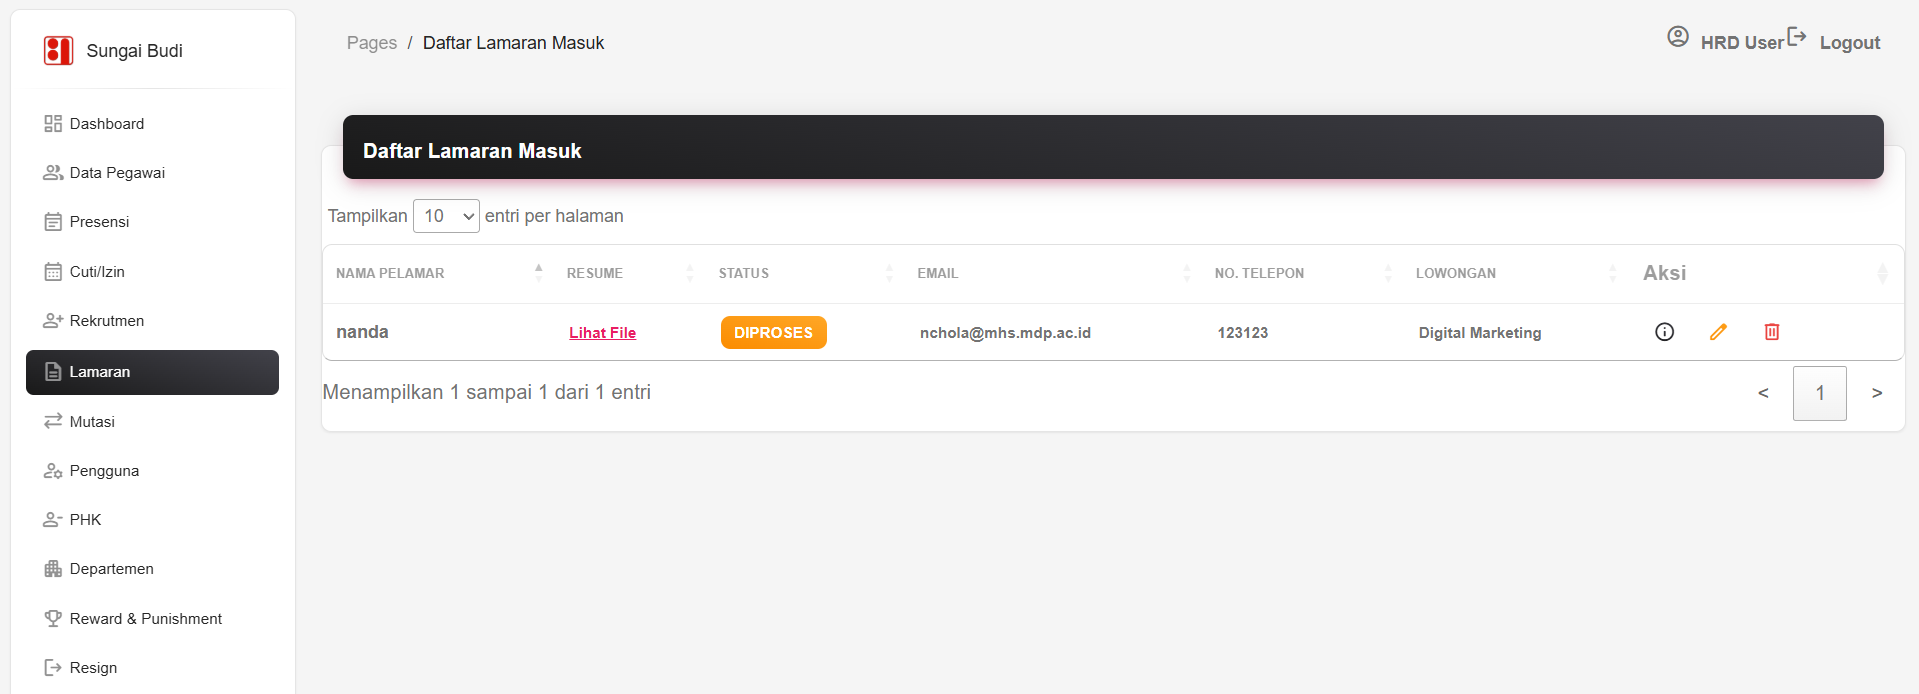 Sungai Budi
Dashboard
Data Pegawai
Presensi
Cuti/Izin
Rekrutmen
Lamaran
Mutasi
Pengguna
PHK
Departemen
Reward & Punishment
Resign
Pages / Daftar Lamaran Masuk
HRD User Logout
Daftar Lamaran Masuk
Tampilkan 10 entri per halaman
NAMA PELAMAR RESUME STATUS EMAIL NO. TELEPON LOWONGAN Aksi
nanda Lihat File DIPROSES nchola@mhs.mdp.ac.id 123123 Digital Marketing
Menampilkan 1 sampai 1 dari 1 entri
< 1 >